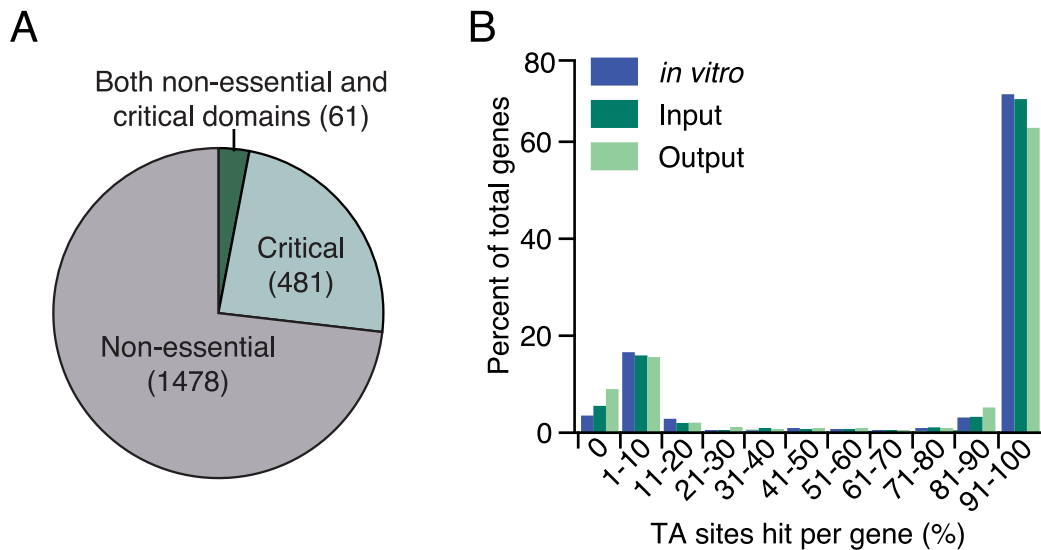 A
Both non-essential and
critical domains (61)
Critical
(481)
Non-essential
(1478)
B
in vitro
Input
Output
Percent of total genes
80
60
40
20
0
0
1-10
11-20
21-30
31-40
41-50
51-60
61-70
71-80
81-90
91-100
TA sites hit per gene (%)